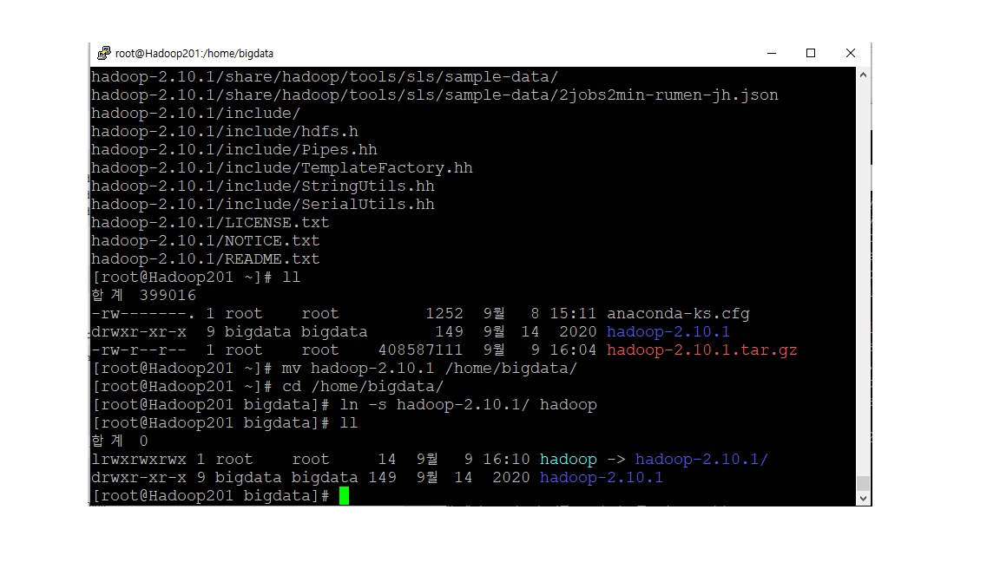 root@Hadoop201:/home/bigdata
hadoop-2.10.1/share/hadoop/tools/sls/sample-data/
hadoop-2.10.1/share/hadoop/tools/sls/sample-data/2jobs2min-rumen-jh.json
hadoop-2.10.1/include/
hadoop-2.10.1/include/hdfs.h
hadoop-2.10.1/include/Pipes.hh
hadoop-2.10.1/include/TemplateFactory.hh
hadoop-2.10.1/include/StringUtils.hh
hadoop-2.10.1/include/SerialUtils.hh
hadoop-2.10.1/LICENSE.txt
hadoop-2.10.1/NOTICE.txt
hadoop-2.10.1/README.txt
[root@Hadoop201 ~]# ll
합계 399016
-rw-------. 1 root    root         1252  9월   8 15:11 anaconda-ks.cfg
drwxr-xr-x  9 bigdata bigdata       149  9월  14  2020 hadoop-2.10.1
-rw-r--r--  1 root    root    408587111  9월   9 16:04 hadoop-2.10.1.tar.gz
[root@Hadoop201 ~]# mv hadoop-2.10.1 /home/bigdata/
[root@Hadoop201 ~]# cd /home/bigdata/
[root@Hadoop201 bigdata]# ln -s hadoop-2.10.1/ hadoop
[root@Hadoop201 bigdata]# ll
합계 0
lrwxrwxrwx 1 root    root     14  9월   9 16:10 hadoop -> hadoop-2.10.1/
drwxr-xr-x 9 bigdata bigdata 149  9월  14  2020 hadoop-2.10.1
[root@Hadoop201 bigdata]#